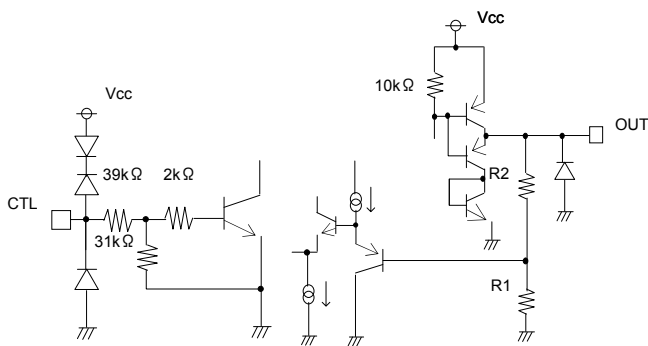 Vcc
10kΩ
Vcc
OUT
39kΩ
2kΩ
R2
CTL
31kΩ
R1